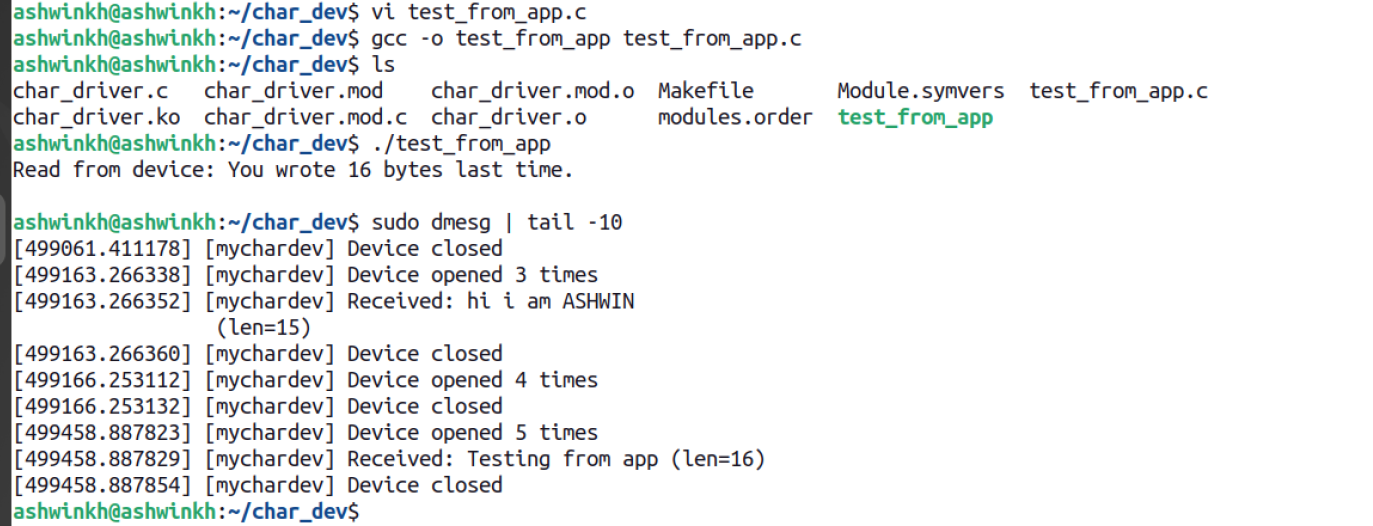 ashwinkh@ashwinkh:~/char_dev$ vi test_from_app.c
ashwinkh@ashwinkh:~/char_dev$ gcc -o test_from_app test_from_app.c
ashwinkh@ashwinkh:~/char_dev$ ls
char_driver.c   char_driver.mod    char_driver.mod.o  Makefile       Module.symvers  test_from_app.c
char_driver.ko  char_driver.mod.c  char_driver.o      modules.order  test_from_app
ashwinkh@ashwinkh:~/char_dev$ ./test_from_app
Read from device: You wrote 16 bytes last time.
ashwinkh@ashwinkh:~/char_dev$ sudo dmesg | tail -10
[499061.411178] [mychardev] Device closed
[499163.266338] [mychardev] Device opened 3 times
[499163.266352] [mychardev] Received: hi i am ASHWIN
                 (len=15)
[499163.266360] [mychardev] Device closed
[499166.253112] [mychardev] Device opened 4 times
[499166.253132] [mychardev] Device closed
[499458.887823] [mychardev] Device opened 5 times
[499458.887829] [mychardev] Received: Testing from app (len=16)
[499458.887854] [mychardev] Device closed
ashwinkh@ashwinkh:~/char_dev$